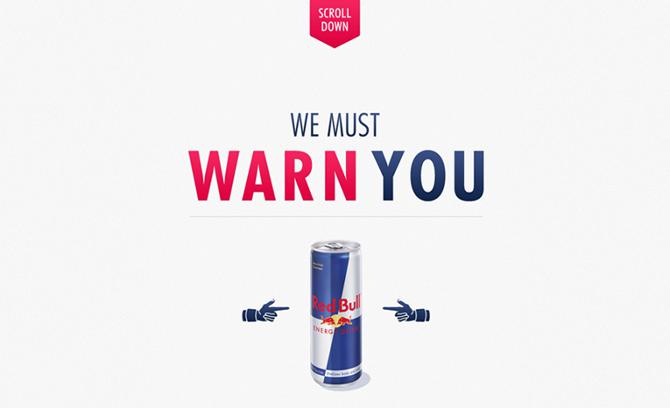 SCROLL
DOWN
WE MUST
WARN YOU
Red Bull
ENERGY DRINK